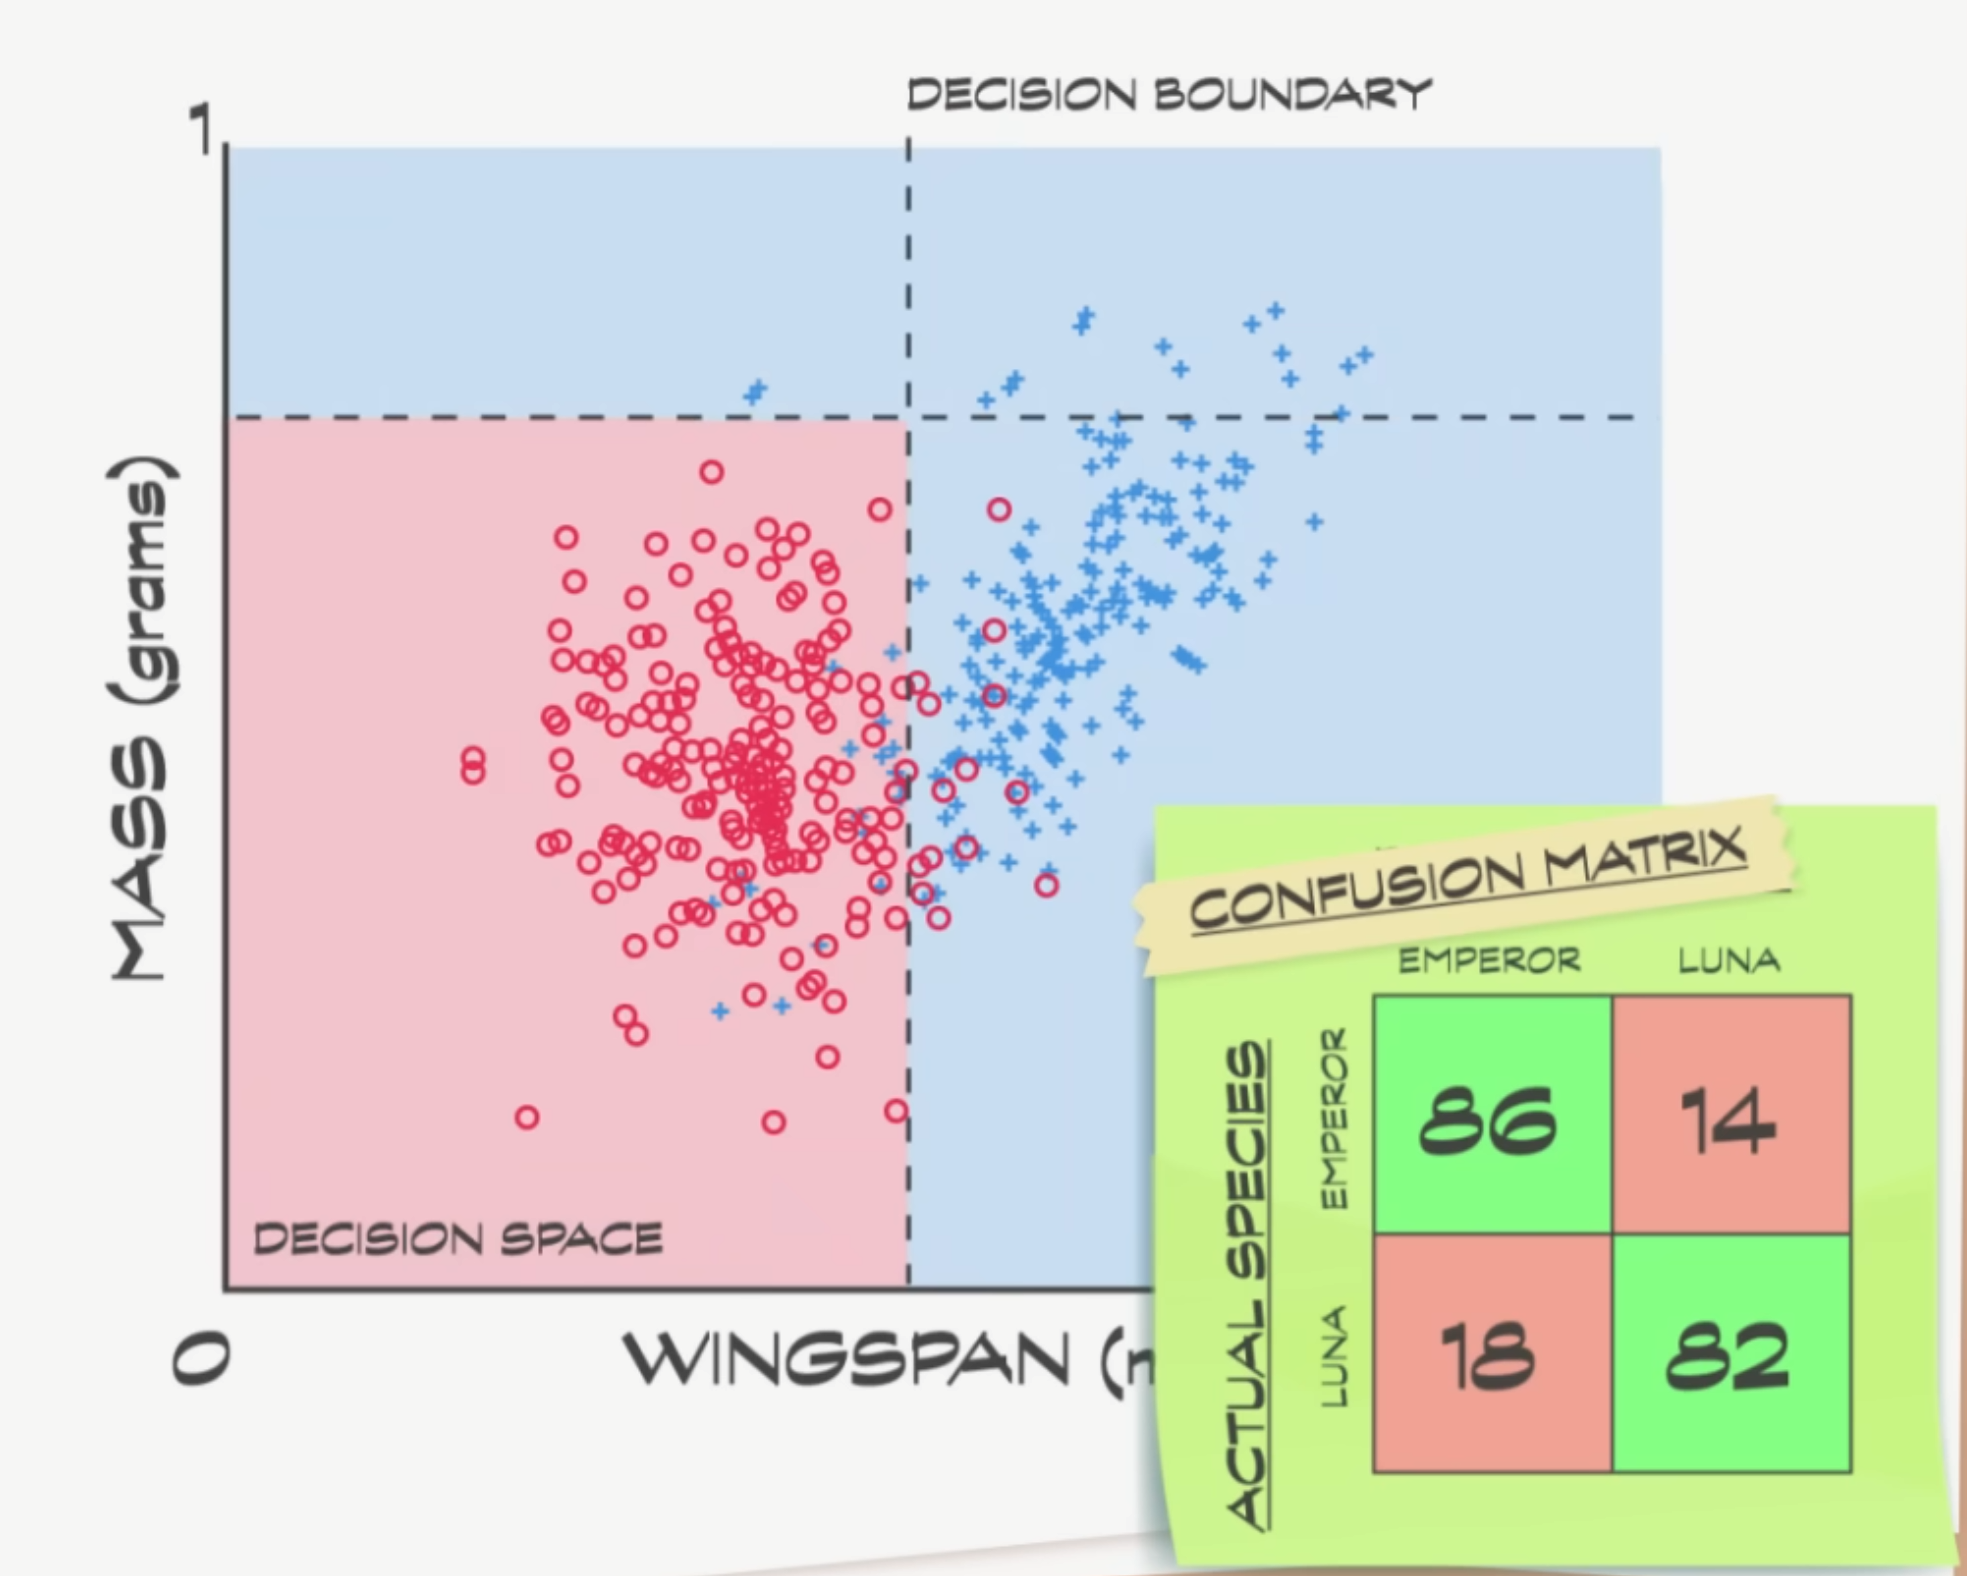 DECISION BOUNDARY
1
MASS (grams)
DECISION SPACE
0
WINGSPAN (
CONFUSION MATRIX
EMPEROR LUNA
ACTUAL SPECIES
EMPEROR 86 14
LUNA 18 82